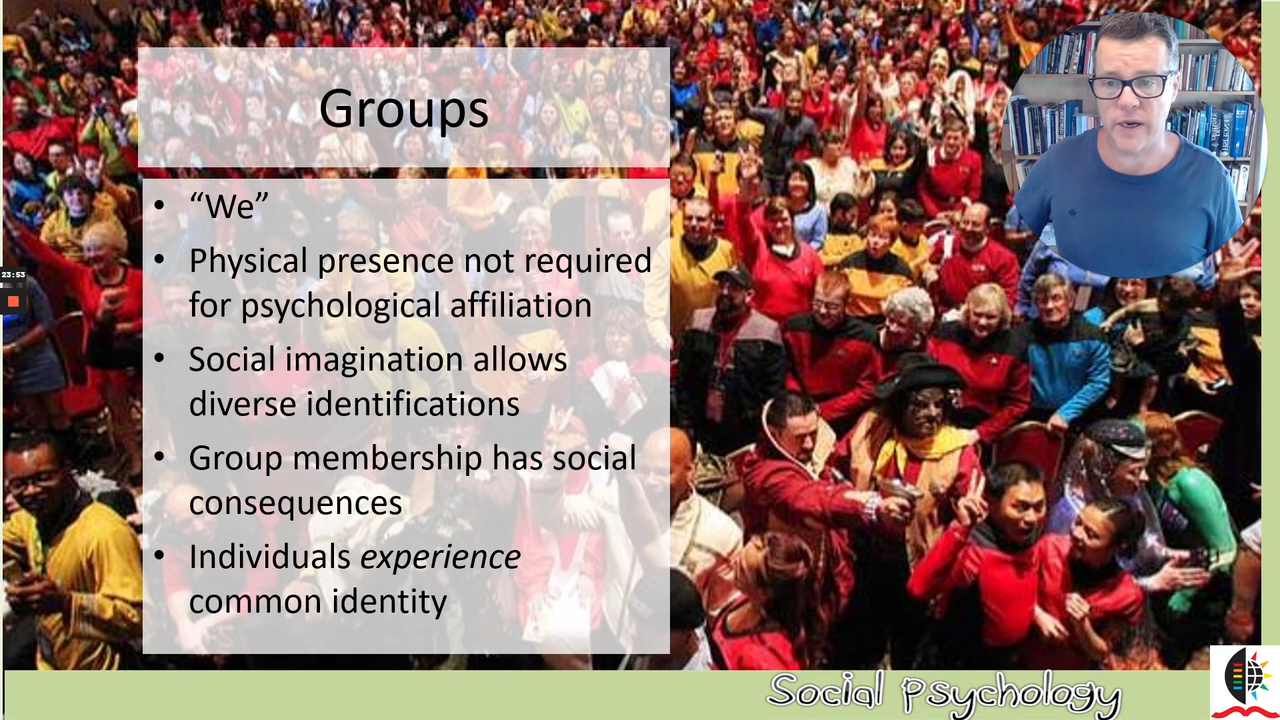 Groups
• “We”
• Physical presence not required
for psychological affiliation
• Social imagination allows
diverse identifications
• Group membership has social
consequences
• Individuals experience
common identity
23:53
Social Psychology